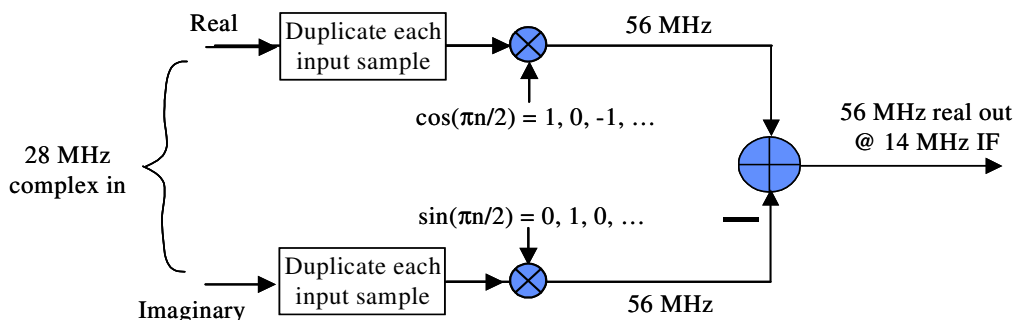 Real
Duplicate each
input sample
56 MHz
cos(πn/2) = 1, 0, -1, …
28 MHz
complex in
56 MHz real out
@ 14 MHz IF
sin(πn/2) = 0, 1, 0, …
Duplicate each
input sample
56 MHz
Imaginary